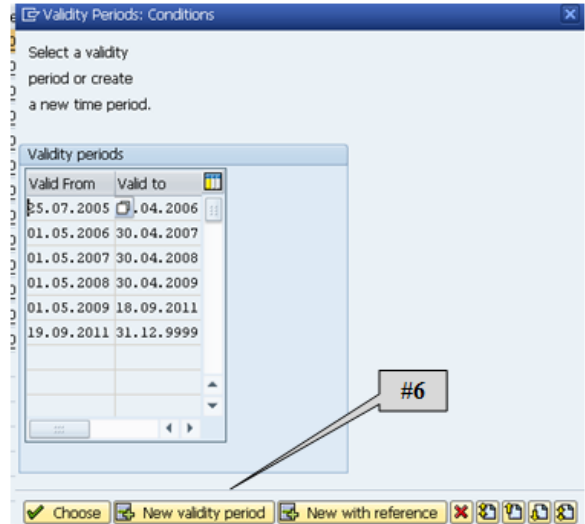 Validity Periods: Conditions
Select a validity
period or create
a new time period.
Validity periods
Valid From Valid to
25.07.2005 .04.2006
01.05.2006 30.04.2007
01.05.2007 30.04.2008
01.05.2008 30.04.2009
01.05.2009 18.09.2011
19.09.2011 31.12.9999
#6
Choose New validity period New with reference